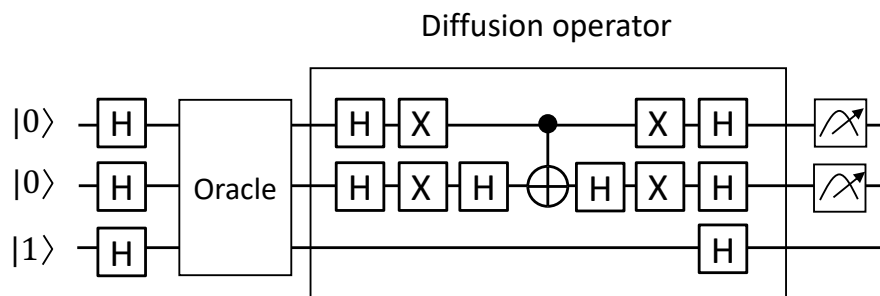 Diffusion operator
|0⟩ H H X X H
|0⟩ H Oracle H X H H X H
|1⟩ H H